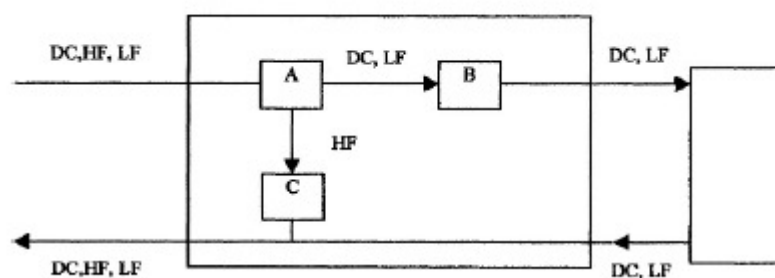 DC,HF, LF
A
DC, LF
B
DC, LF
HF
C
DC,HF, LF
DC, LF